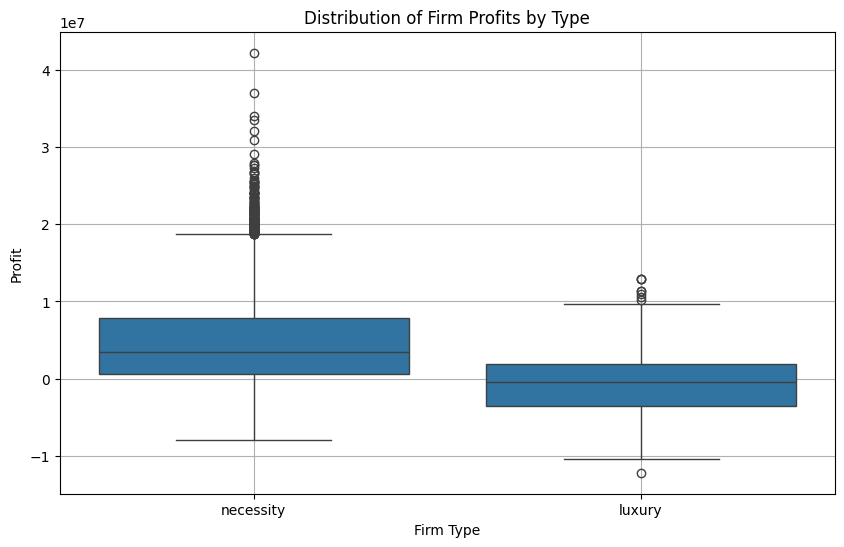 Distribution of Firm Profits by Type
1e7
4
3
2
1
0
−1
Profit
necessity luxury
Firm Type